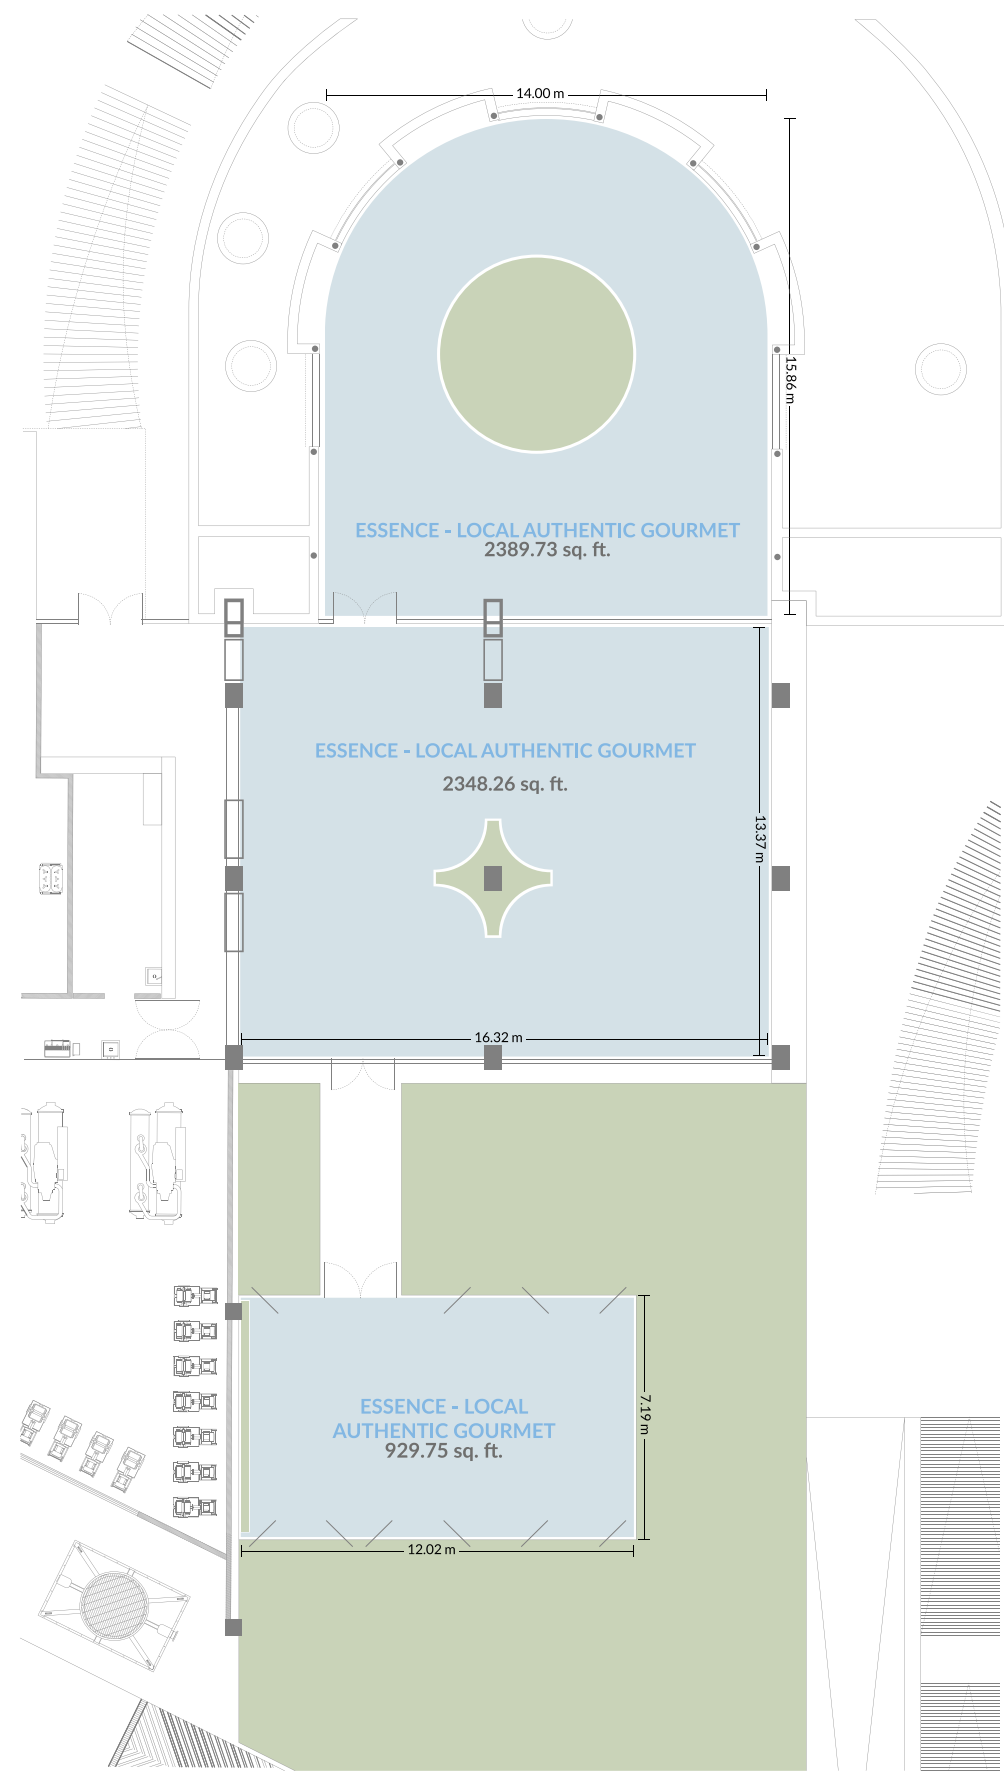 14.00 m
15.86 m
ESSENCE - LOCAL AUTHENTIC GOURMET
2389.73 sq. ft.
ESSENCE - LOCAL AUTHENTIC GOURMET
2348.26 sq. ft.
13.37 m
16.32 m
ESSENCE - LOCAL
AUTHENTIC GOURMET
929.75 sq. ft.
7.19 m
12.02 m